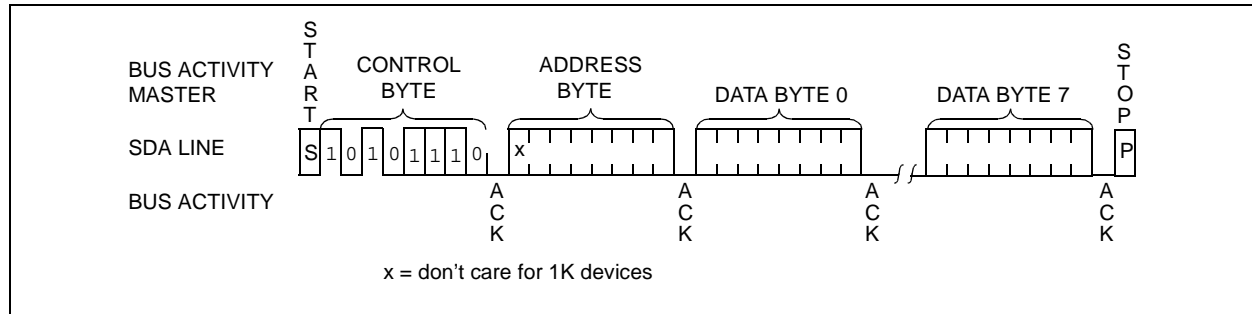 BUS ACTIVITY
MASTER
START
CONTROL
BYTE
ADDRESS
BYTE
DATA BYTE 0
DATA BYTE 7
STOP
SDA LINE
S
1 0 1 0 1 1 1 0
x
P
BUS ACTIVITY
ACK
ACK
ACK
ACK
x = don't care for 1K devices